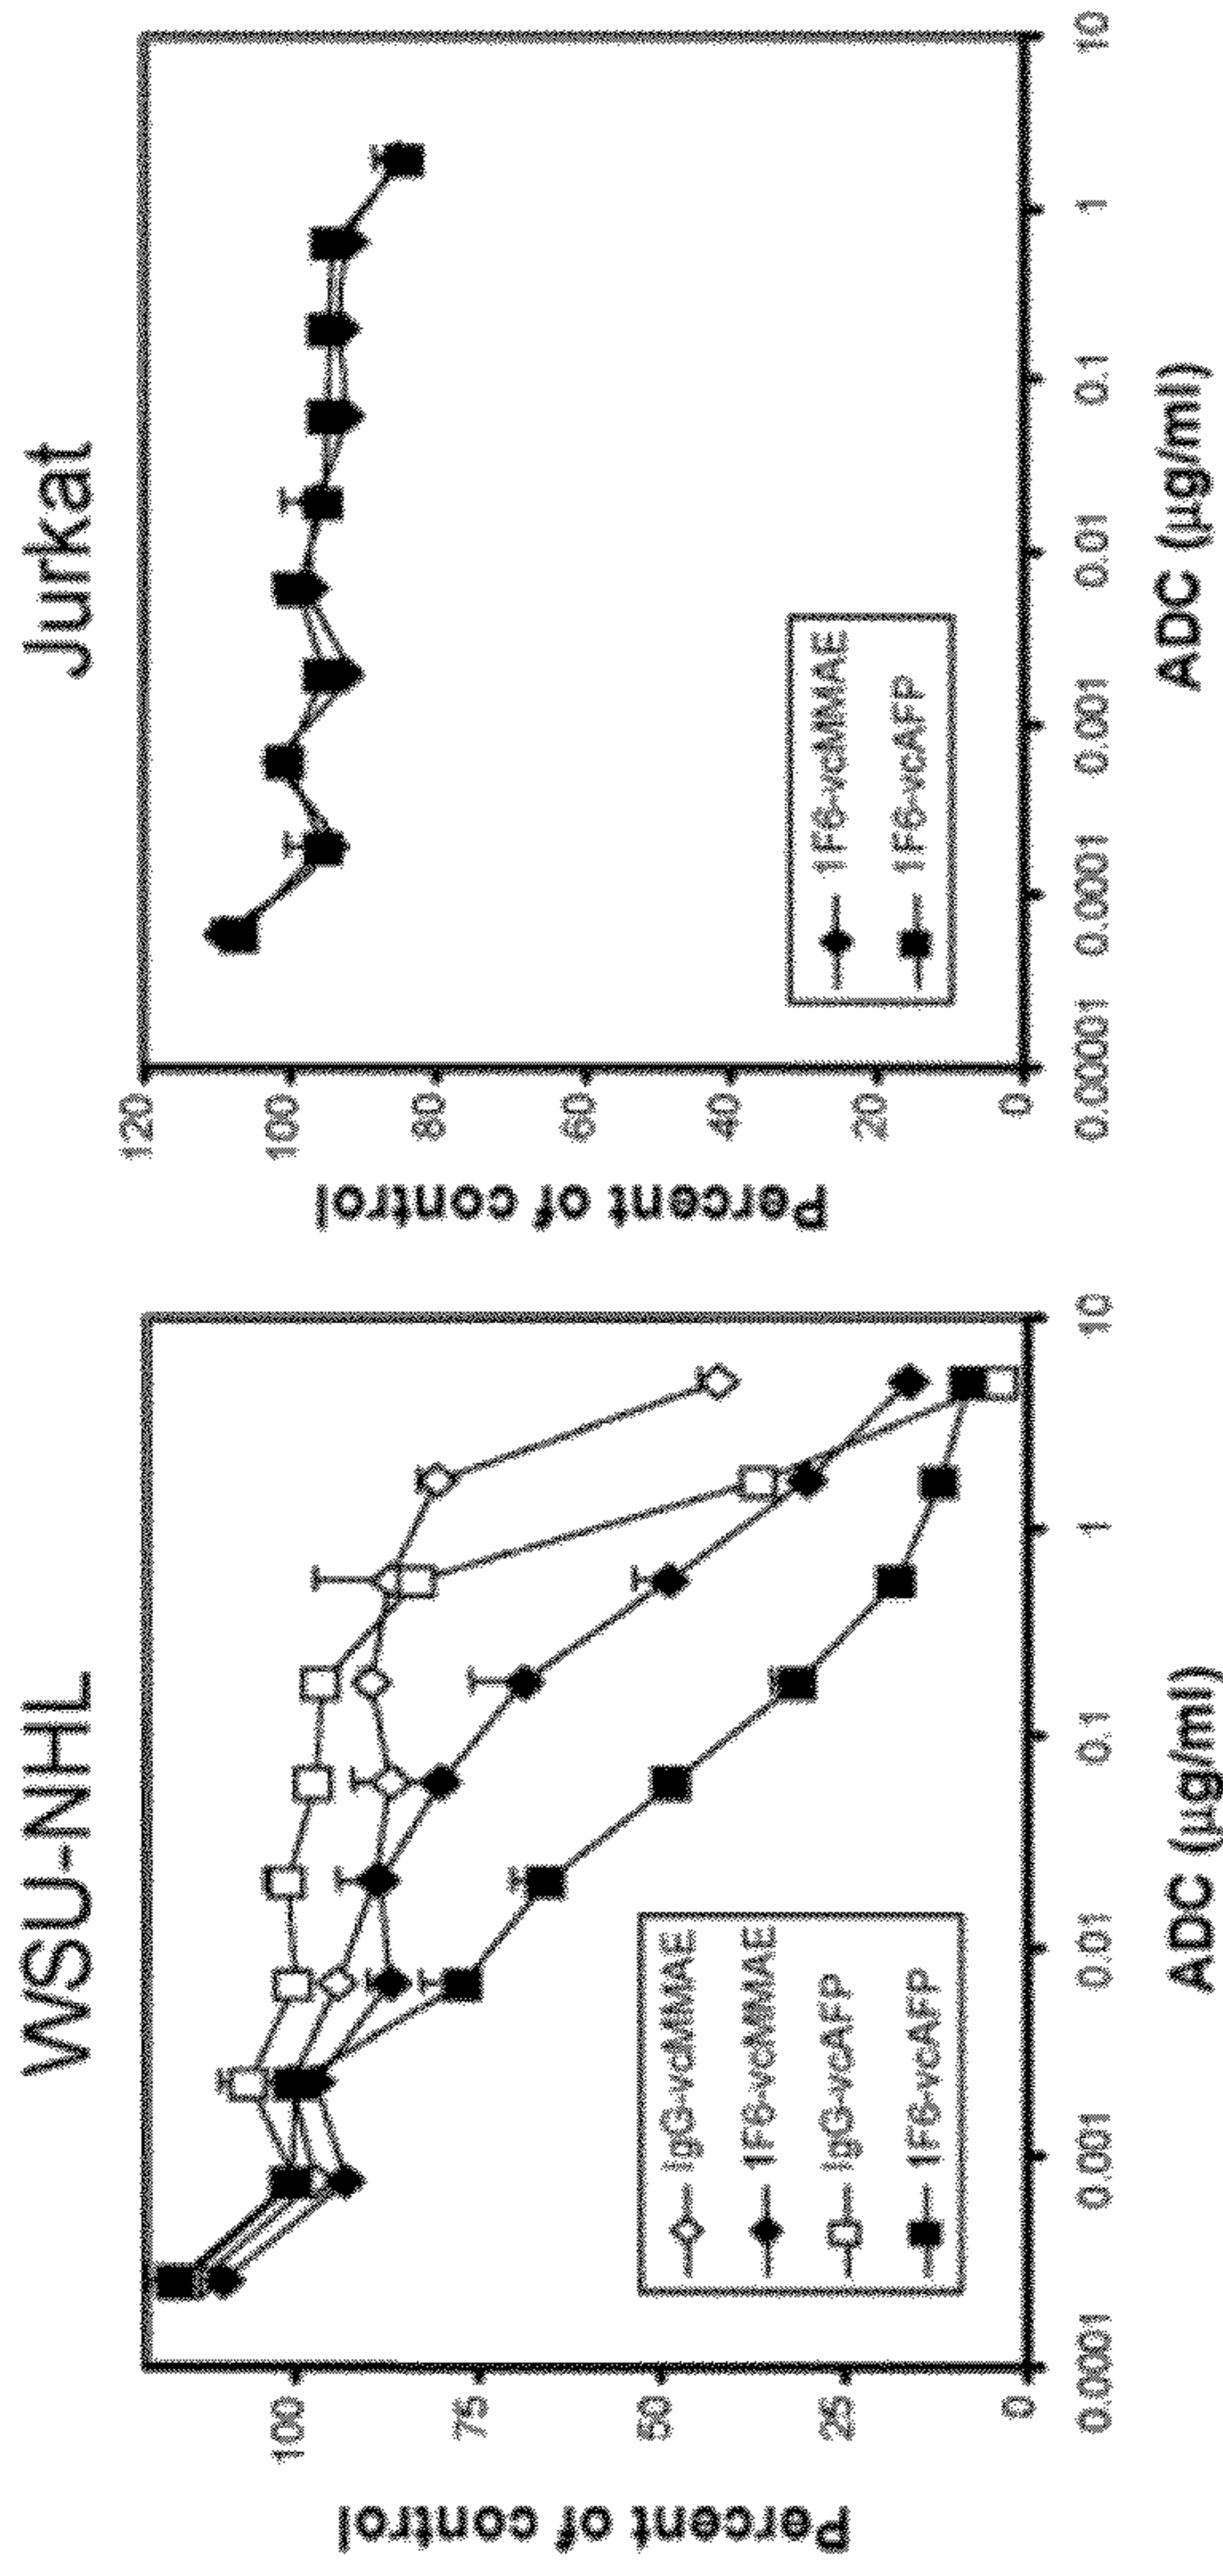 WSU-NHL
Percent of control
100
75
50
25
0
IgG-vcMMAE
1F6-vcMMAE
IgG-vcAFP
1F6-vcAFP
0.0001
0.001
0.01
0.1
1
10
ADC (µg/ml)
Jurkat
Percent of control
120
100
80
60
40
20
0
1F6-vcMMAE
1F6-vcAFP
0.00001
0.0001
0.001
0.01
0.1
1
10
ADC (µg/ml)